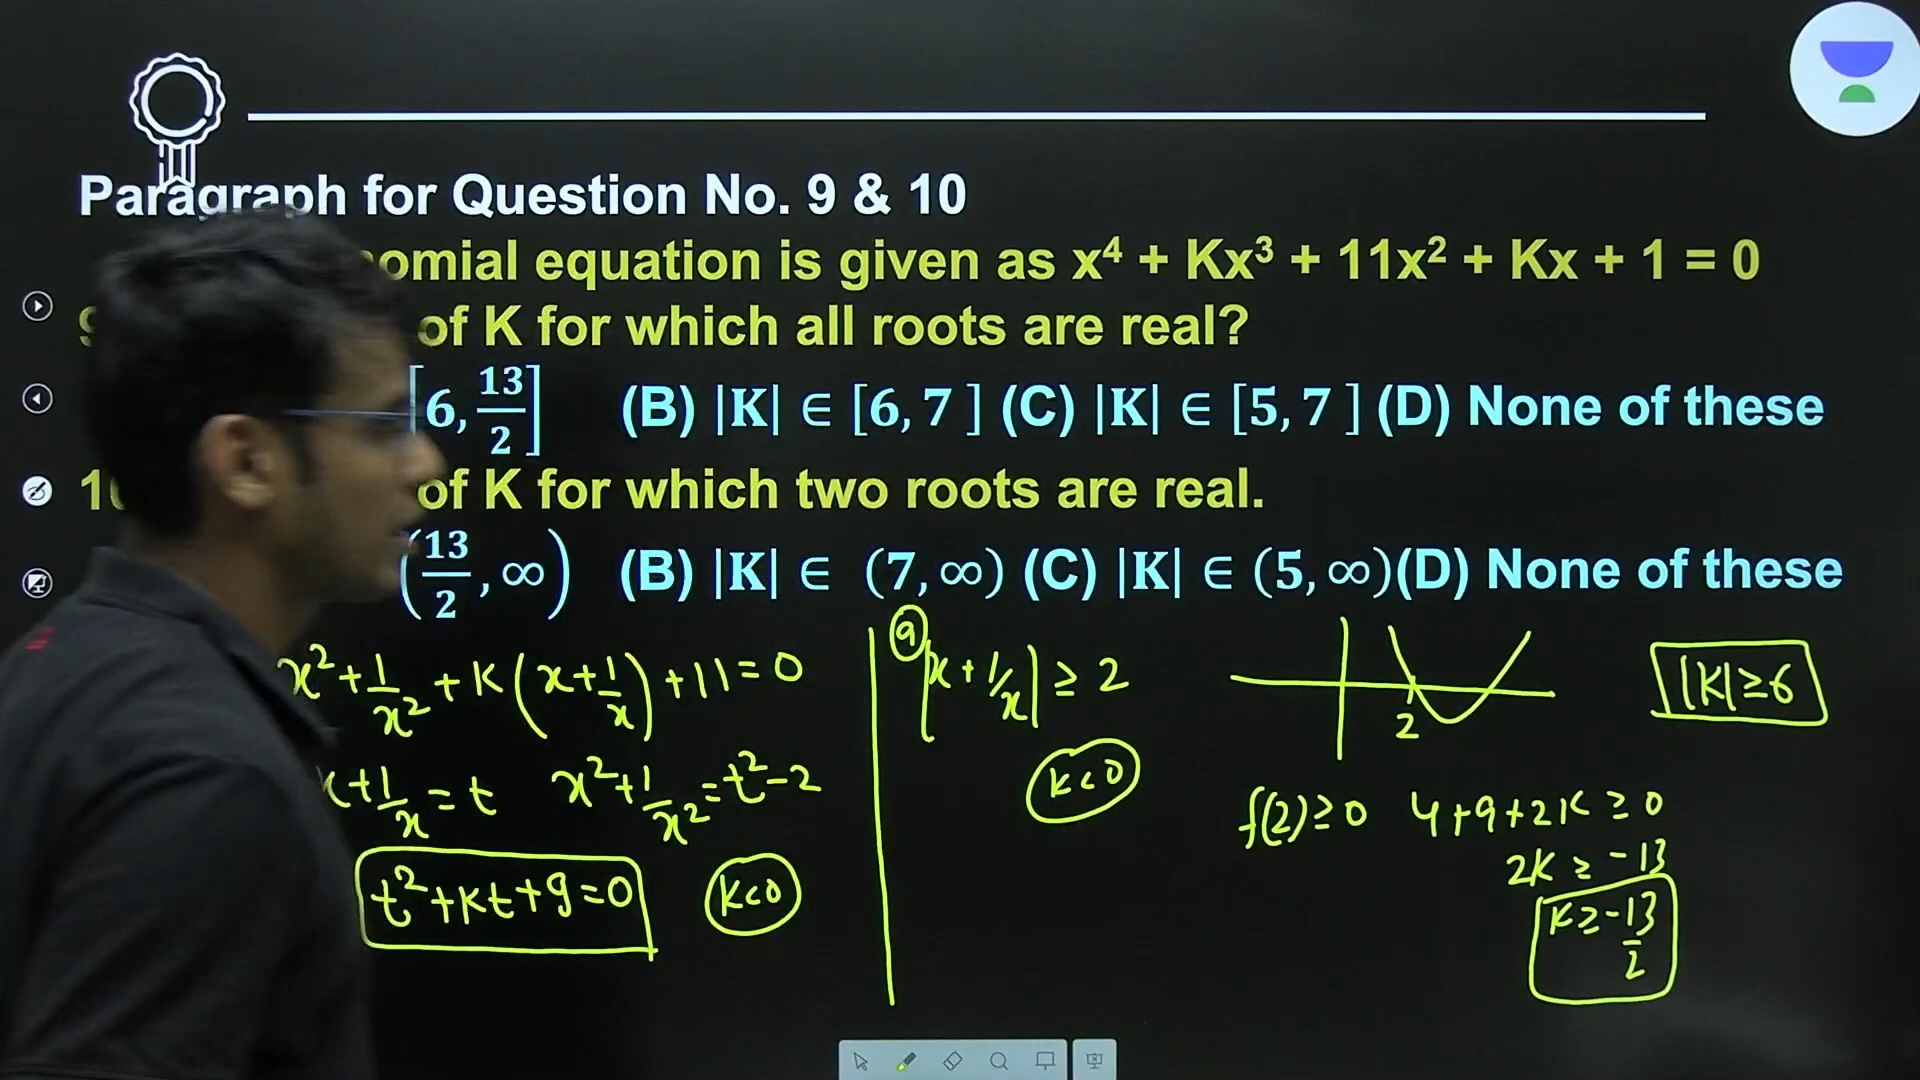 Paragraph for Question No. 9 & 10
omial equation is given as x⁴ + Kx³ + 11x² + Kx + 1 = 0
9 of K for which all roots are real?
[6, 13/2] (B) |K| ∈ [6, 7 ] (C) |K| ∈ [5, 7 ] (D) None of these
10 of K for which two roots are real.
(13/2, ∞) (B) |K| ∈ (7, ∞) (C) |K| ∈ (5, ∞)(D) None of these
x² + 1/x² + K(x + 1/x) + 11 = 0
x + 1/x = t x² + 1/x² = t² - 2
t² + Kt + 9 = 0 K<0
9 |x + 1/x| ≥ 2
K<0
2
|K| ≥ 6
f(2) ≥ 0 4 + 9 + 2K ≥ 0
2K ≥ -13
K ≥ -13/2